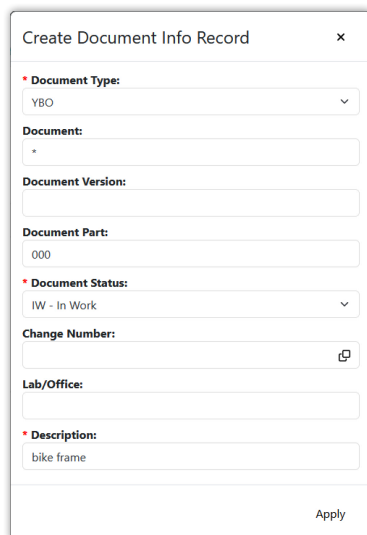 Create Document Info Record
* Document Type:
YBO
Document:
*
Document Version:
Document Part:
000
* Document Status:
IW - In Work
Change Number:
Lab/Office:
* Description:
bike frame
Apply